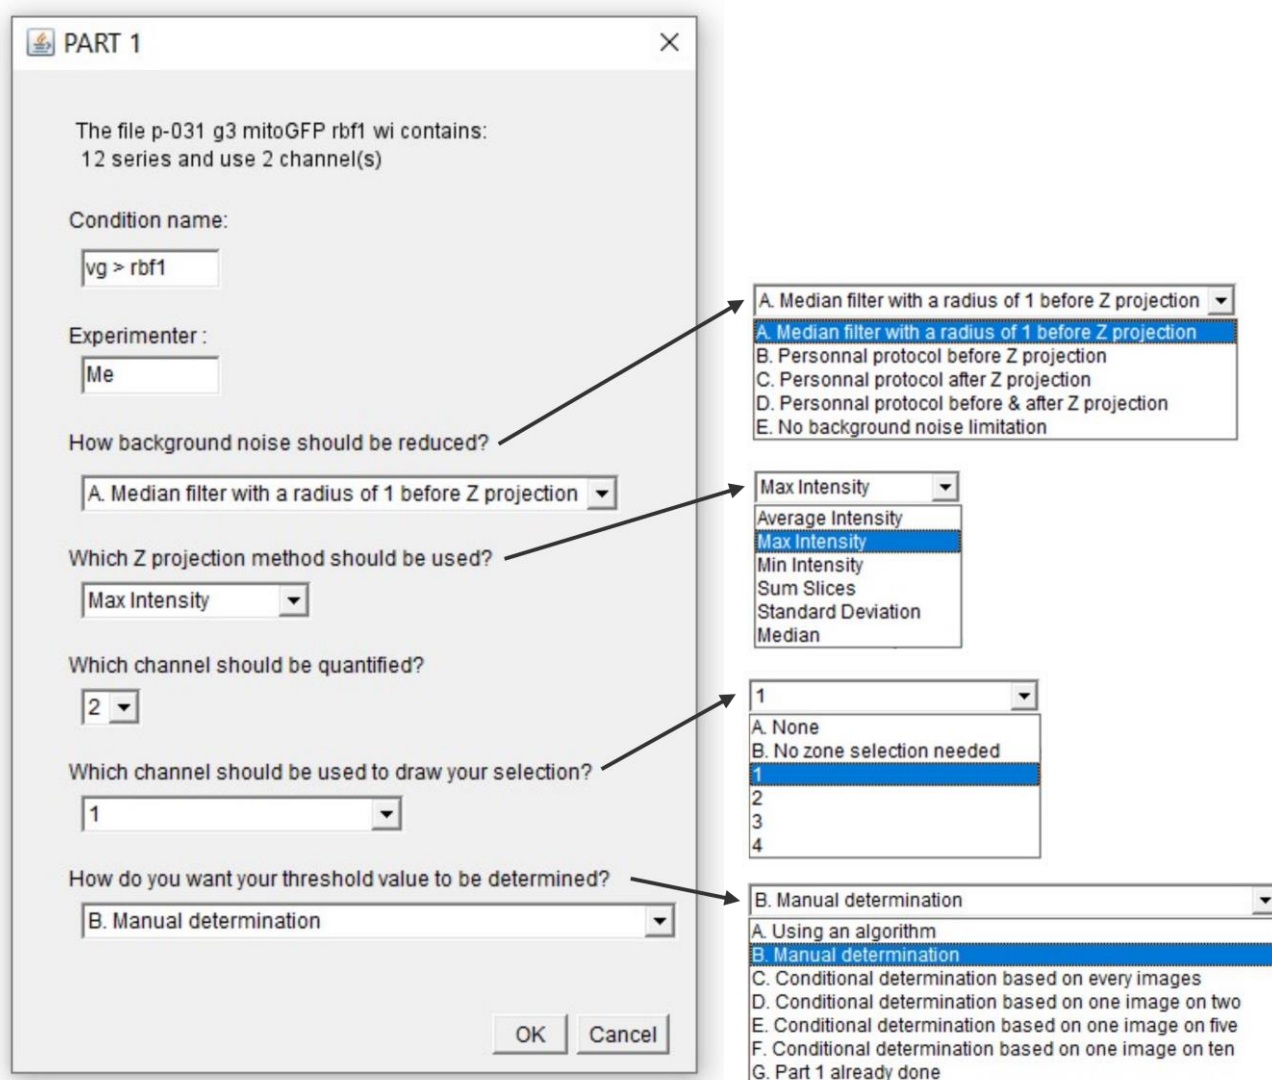 PART 1
The file p-031 g3 mitoGFP rbf1 wi contains:
12 series and use 2 channel(s)
Condition name:
vg > rbf1
Experimenter :
Me
How background noise should be reduced?
A. Median filter with a radius of 1 before Z projection
Which Z projection method should be used?
Max Intensity
Which channel should be quantified?
2
Which channel should be used to draw your selection?
1
How do you want your threshold value to be determined?
B. Manual determination
OK Cancel
A. Median filter with a radius of 1 before Z projection
A. Median filter with a radius of 1 before Z projection
B. Personnal protocol before Z projection
C. Personnal protocol after Z projection
D. Personnal protocol before & after Z projection
E. No background noise limitation
Max Intensity
Average Intensity
Max Intensity
Min Intensity
Sum Slices
Standard Deviation
Median
1
A. None
B. No zone selection needed
1
2
3
4
B. Manual determination
A. Using an algorithm
B. Manual determination
C. Conditional determination based on every images
D. Conditional determination based on one image on two
E. Conditional determination based on one image on five
F. Conditional determination based on one image on ten
G. Part 1 already done